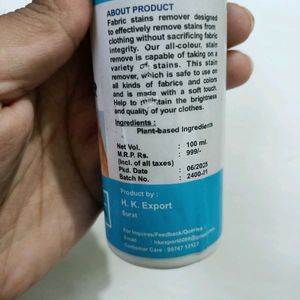 ABOUT PRODUCT
Fabric stains remover designed
to effectively remove stains from
clothing without sacrificing fabric
integrity. Our all-colour. stain
remove is capable of taking on a
variety of stains. This stain
remover, which is safe to use on
all kinds of fabrics and colors
and is made with a soft touch.
Help to maintain the brightness
and quality of your clothes.
Ingredients :
Plant-based Ingredients
Net Vol. : 100 ml.
M.R.P. Rs. : 999/-
(Incl. of all taxes)
Pkd. Date : 06/2025
Batch No. : 2400-01
Product by :
H. K. Export
Surat
For Inquires/Feedback/Queries :
Email :
Customer Care :